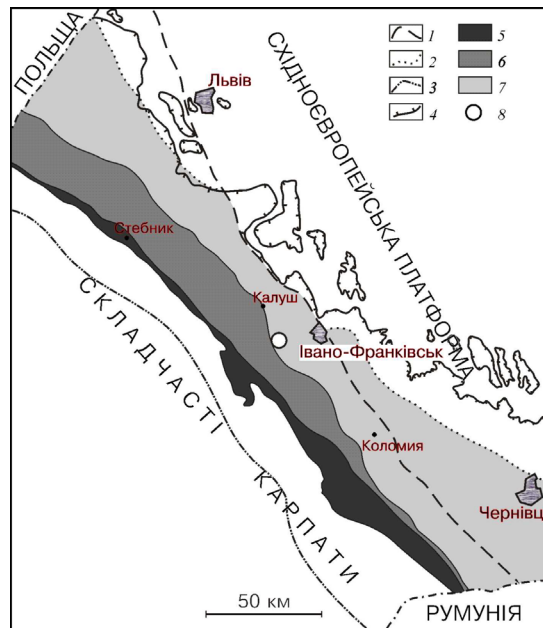 ПОЛЬЩА
Львів
СХІДНОЄВРОПЕЙСЬКА ПЛАТФОРМА
1 5
2 6
3 7
4 8
Стебник
Калуш
СКЛАДЧАСТІ
Івано-Франківськ
Коломия
КАРПАТИ
Чернівц
50 км
РУМУНІЯ